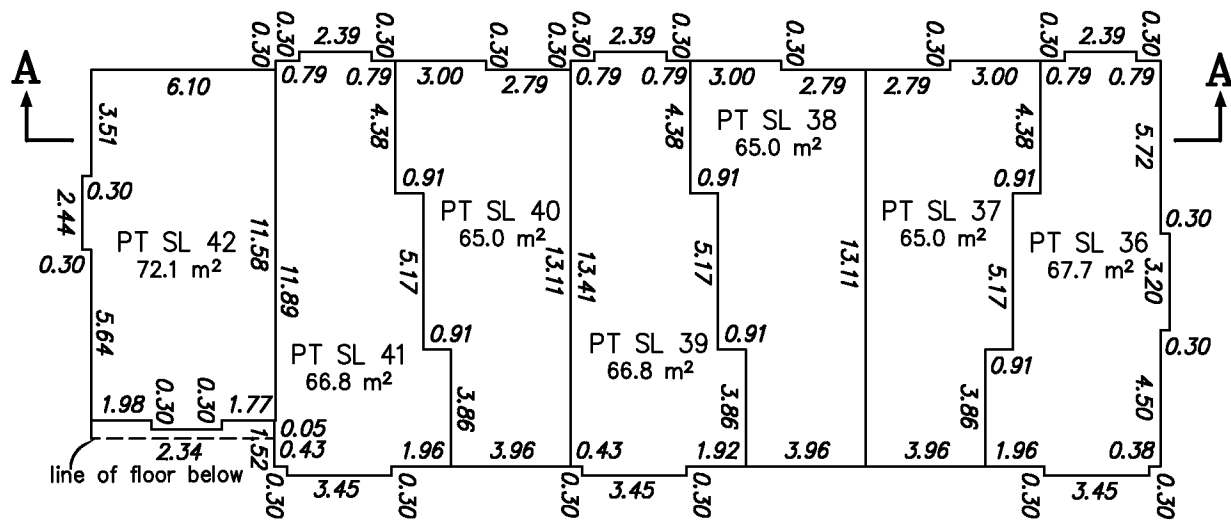 0.30 0.30 2.39 0.30 0.30 0.30 0.30 2.39 0.30 0.30 0.30 0.30 2.39 0.30
A 6.10 0.79 0.79 3.00 2.79 0.79 0.79 3.00 2.79 2.79 3.00 0.79 0.79 A
3.51 4.38 4.38 PT SL 38 4.38 5.72
65.0 m²
0.30 0.91 0.91 0.91
2.44 PT SL 40 PT SL 37 0.30
PT SL 42 65.0 m² 65.0 m² PT SL 36
72.1 m² 11.58 67.7 m² 3.20
0.30 11.89 5.17 13.11 13.41 5.17 13.11 5.17
5.64 PT SL 41 0.91 PT SL 39 0.91 0.91 0.30
66.8 m² 66.8 m²
1.98 0.30 0.30 1.77 3.86 3.86 3.86 4.50
0.05
2.34 1.52 0.43 1.96 3.96 0.43 1.92 3.96 3.96 1.96 0.38
line of floor below
0.30 3.45 0.30 0.30 3.45 0.30 0.30 3.45 0.30